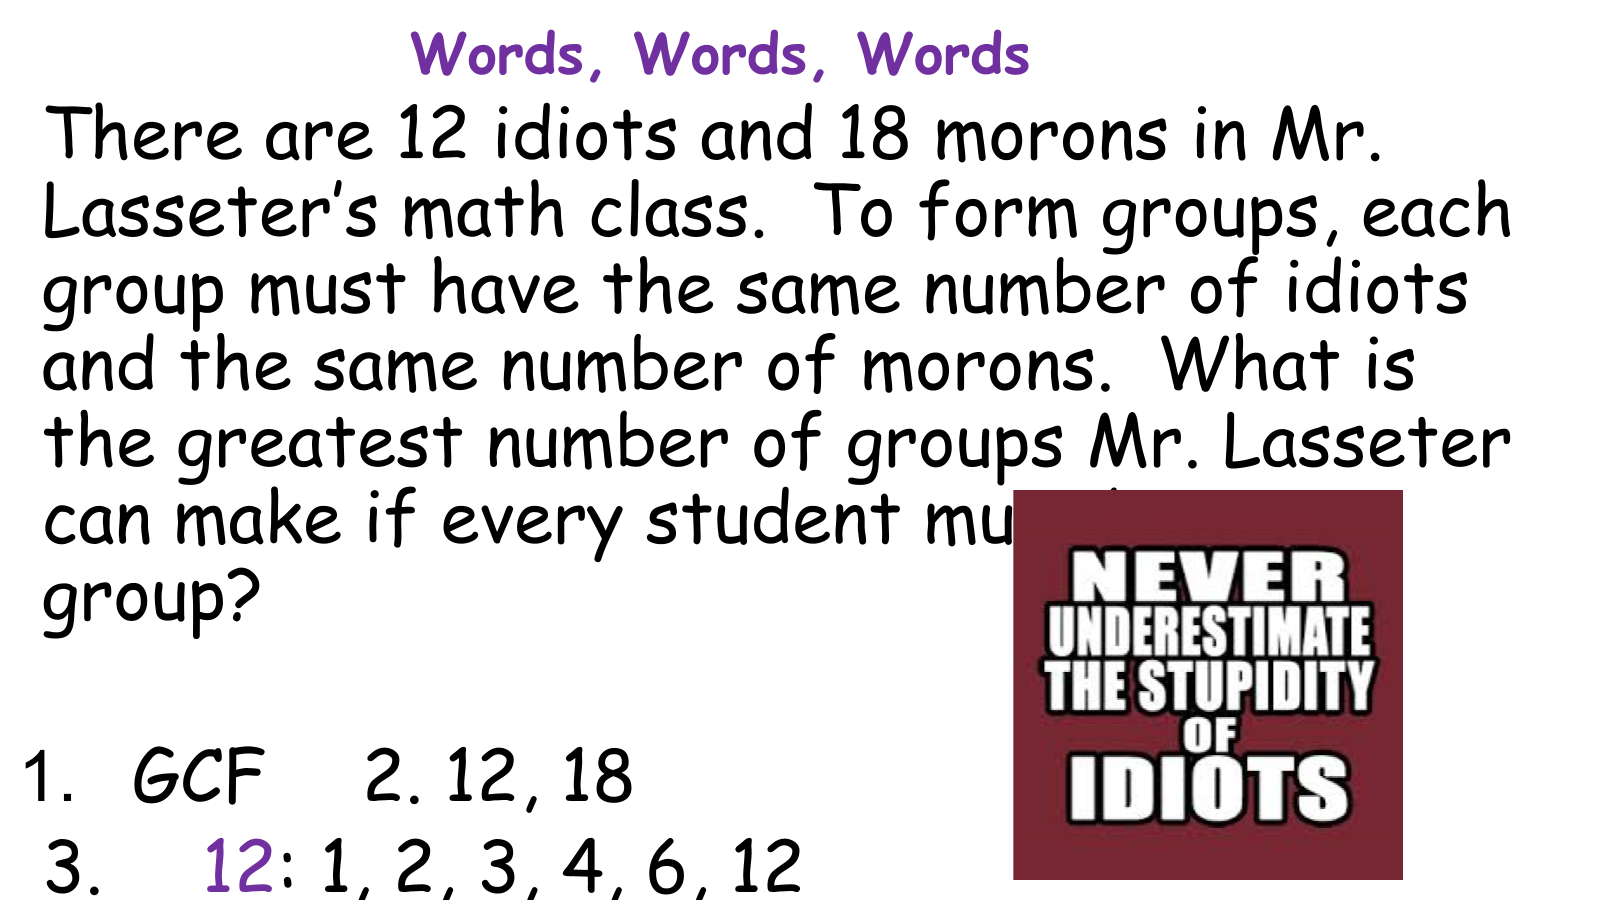 Words, Words, Words
There are 12 idiots and 18 morons in Mr.
Lasseter’s math class.  To form groups, each
group must have the same number of idiots
and the same number of morons.  What is
the greatest number of groups Mr. Lasseter
can make if every student
group?
NEVER
UNDERESTIMATE
THE STUPIDITY
OF
IDIOTS
1. GCF 2. 12, 18
3. 12: 1, 2, 3, 4, 6, 12